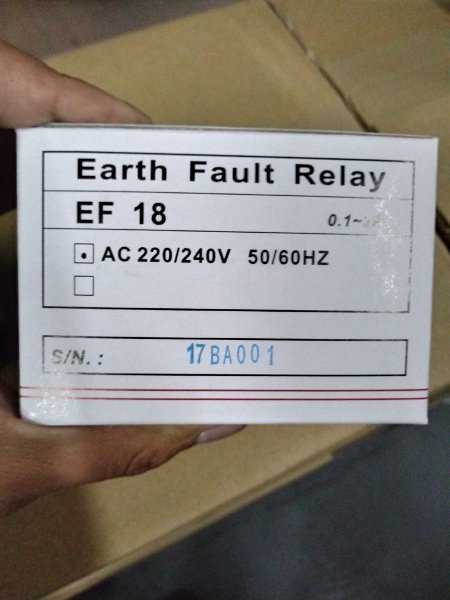 Earth Fault Relay
EF 18
AC 220/240V 50/60HZ
S/N. : 17BA001